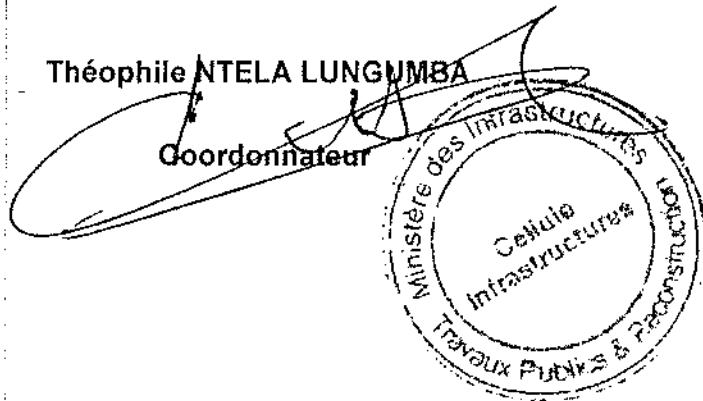 Théophile NTELA LUNGUMBA
Coordonnateur
Ministère des Infrastructures
Travaux Publics & Reconstruction
Cellule
Infrastructures